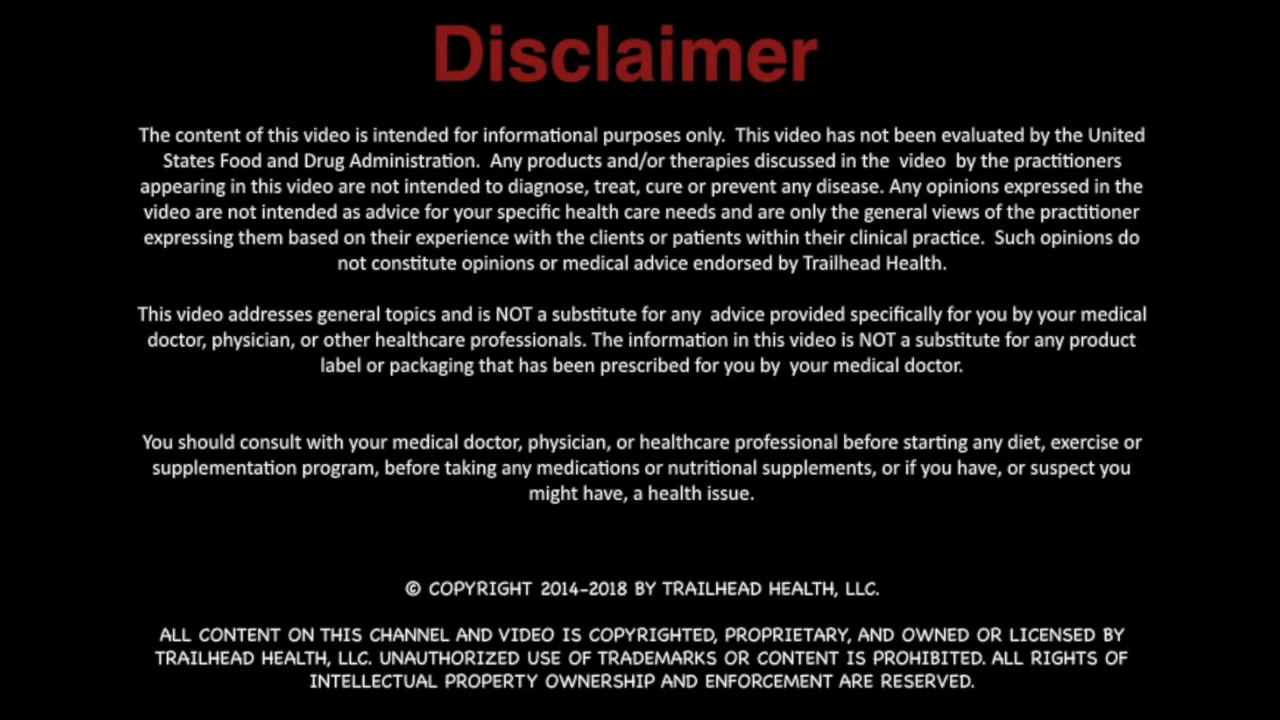 Disclaimer
The content of this video is intended for informational purposes only.  This video has not been evaluated by the United
States Food and Drug Administration.  Any products and/or therapies discussed in the  video  by the practitioners
appearing in this video are not intended to diagnose, treat, cure or prevent any disease. Any opinions expressed in the
video are not intended as advice for your specific health care needs and are only the general views of the practitioner
expressing them based on their experience with the clients or patients within their clinical practice.  Such opinions do
not constitute opinions or medical advice endorsed by Trailhead Health.
This video addresses general topics and is NOT a substitute for any  advice provided specifically for you by your medical
doctor, physician, or other healthcare professionals. The information in this video is NOT a substitute for any product
label or packaging that has been prescribed for you by  your medical doctor.
You should consult with your medical doctor, physician, or healthcare professional before starting any diet, exercise or
supplementation program, before taking any medications or nutritional supplements, or if you have, or suspect you
might have, a health issue.
© COPYRIGHT 2014-2018 BY TRAILHEAD HEALTH, LLC.
ALL CONTENT ON THIS CHANNEL AND VIDEO IS COPYRIGHTED, PROPRIETARY, AND OWNED OR LICENSED BY
TRAILHEAD HEALTH, LLC. UNAUTHORIZED USE OF TRADEMARKS OR CONTENT IS PROHIBITED. ALL RIGHTS OF
INTELLECTUAL PROPERTY OWNERSHIP AND ENFORCEMENT ARE RESERVED.